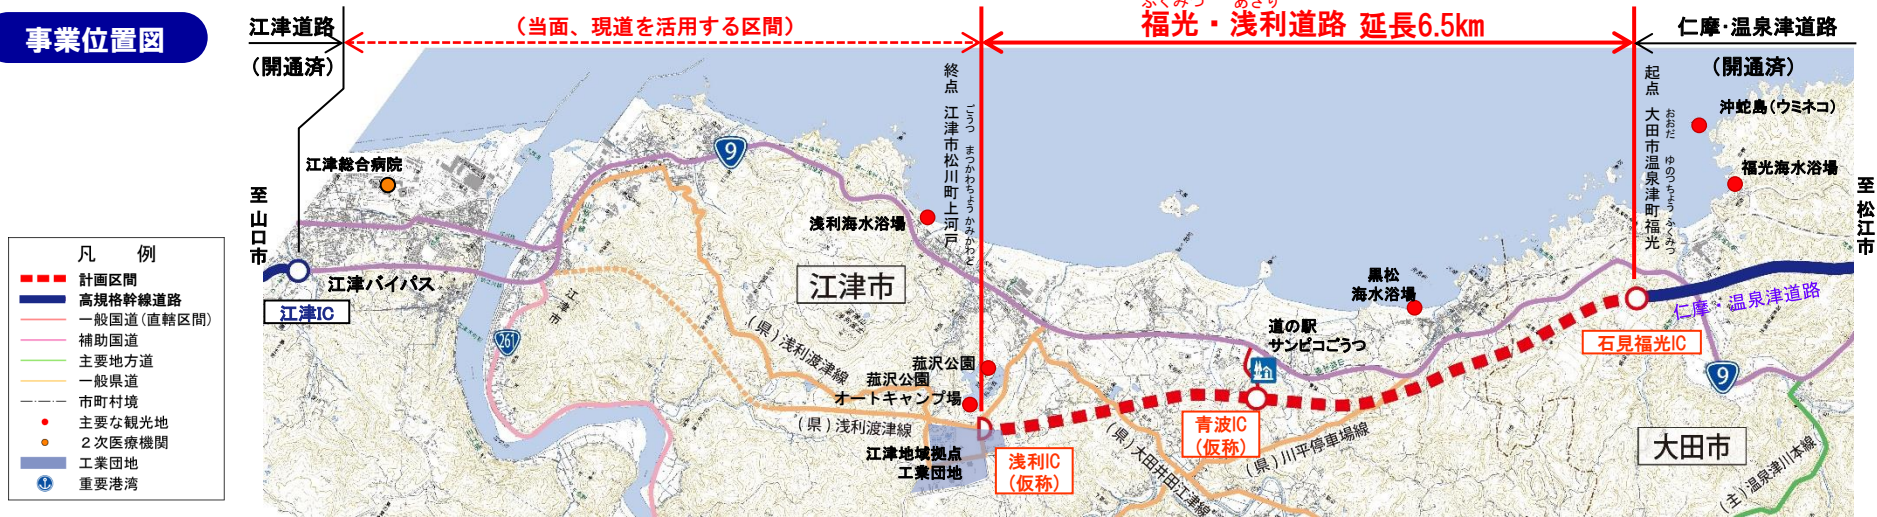 事業位置図
江津道路
(開通済)
(当面、現道を活用する区間)
ふくみつ あさり
福光・浅利道路 延長6.5km
仁摩・温泉津道路
(開通済)
終点 江津市松川町上河戸
ごうつ まつかわちょう かみかわど
起点 大田市温泉津町福光
おおだ ゆのつちょう ふくみつ
沖蛇島(ウミネコ)
福光海水浴場
至 松江市
至 山口市
江津総合病院
9
浅利海水浴場
江津市
江津バイパス
江津IC
江津市
261
(県)浅利渡津線
黒松
海水浴場
道の駅
サンピコごうつ
仁摩・温泉津道路
石見福光IC
9
菰沢公園
菰沢公園
オートキャンプ場
(県)浅利渡津線
江津地域拠点
工業団地
浅利IC
(仮称)
青波IC
(仮称)
(県)大田井田江津線
(県)川平停車場線
大田市
(主)温泉津川本線
凡 例
計画区間
高規格幹線道路
一般国道(直轄区間)
補助国道
主要地方道
一般県道
市町村境
主要な観光地
2次医療機関
工業団地
重要港湾